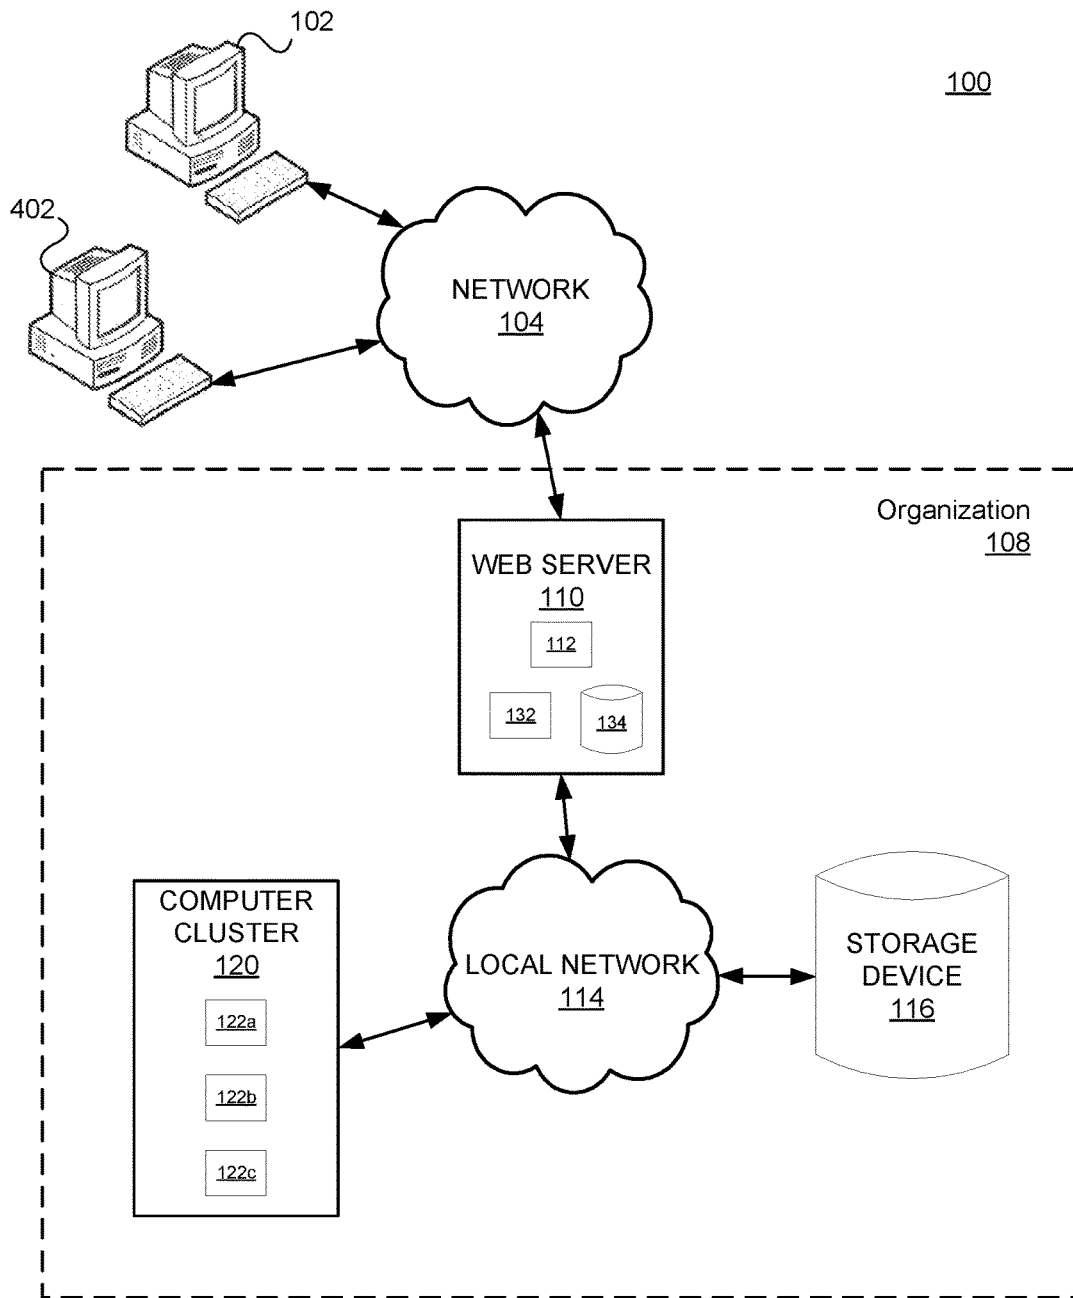 102
100
402
NETWORK
104
Organization
108
WEB SERVER
110
112
132
134
COMPUTER
CLUSTER
120
LOCAL NETWORK
114
STORAGE
DEVICE
116
122a
122b
122c